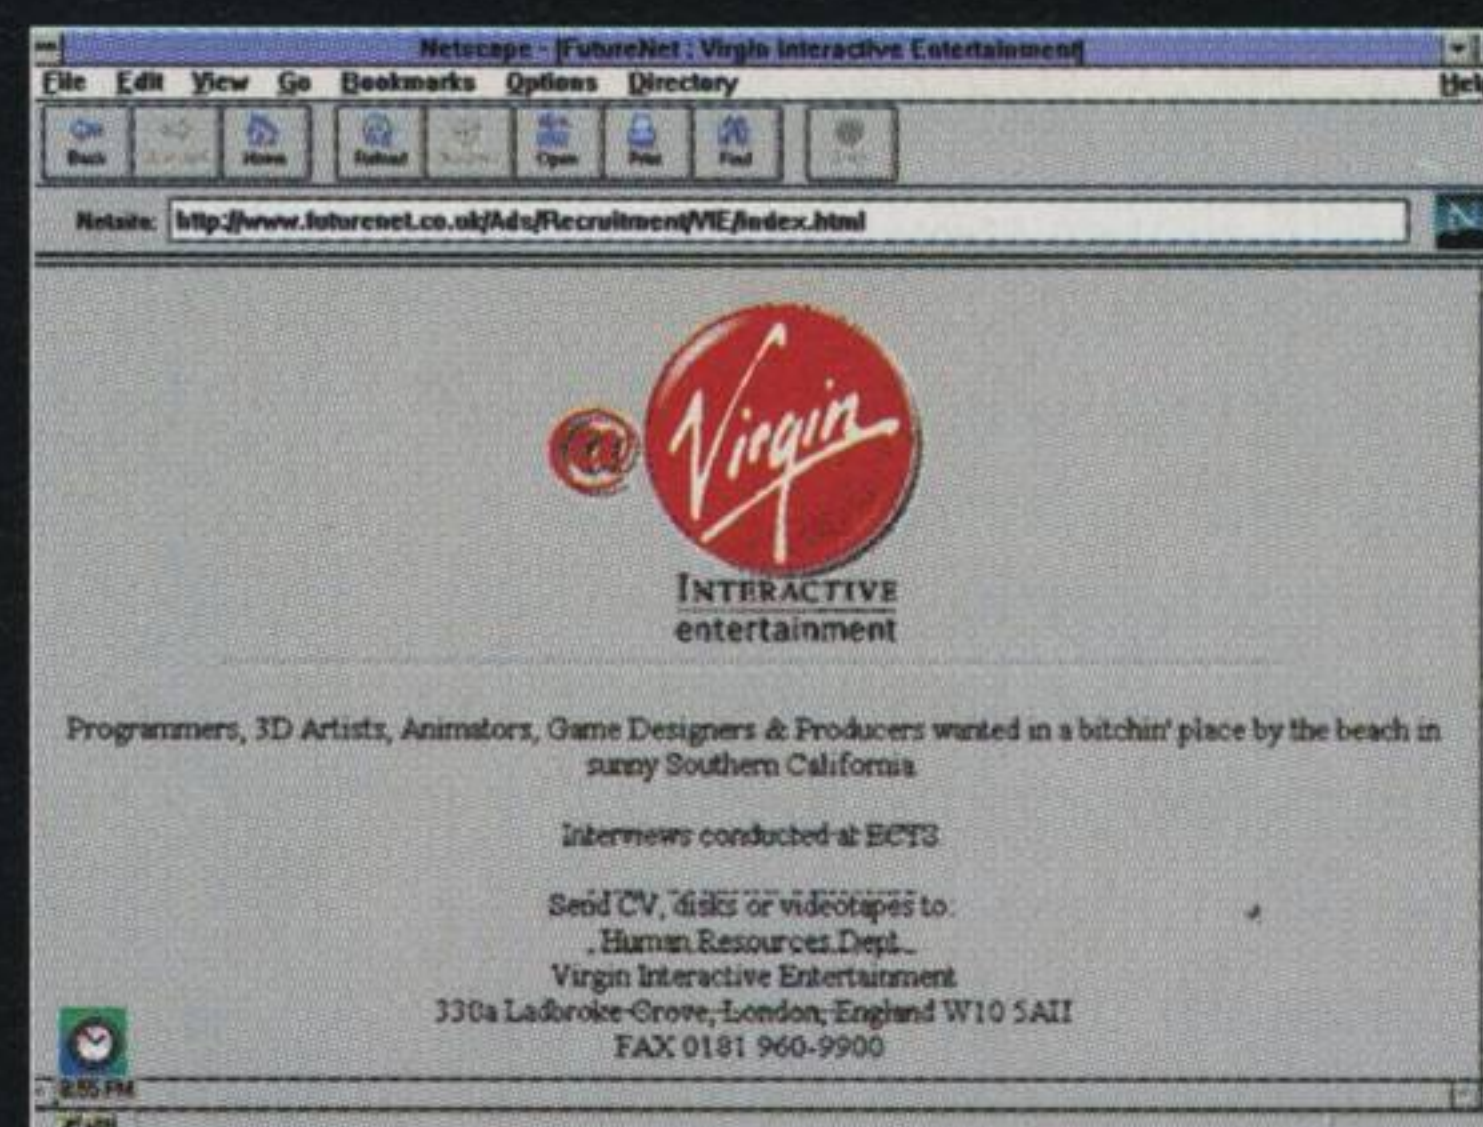 Netscape - [FutureNet : Virgin Interactive Entertainment]
File Edit View Go Bookmarks Options Directory
Back Home Reload Open Print Find
Netsite: http://www.futurenet.co.uk/Ads/Recruitment/VIE/index.html
@ Virgin
INTERACTIVE
entertainment
Programmers, 3D Artists, Animators, Game Designers & Producers wanted in a bitchin' place by the beach in
sunny Southern California
Interviews conducted at ECTS
Send CV, disks or videotapes to:
Human Resources Dept.
Virgin Interactive Entertainment
338a Ladbroke Grove, London, England W10 5AH
FAX 0181 960-9900